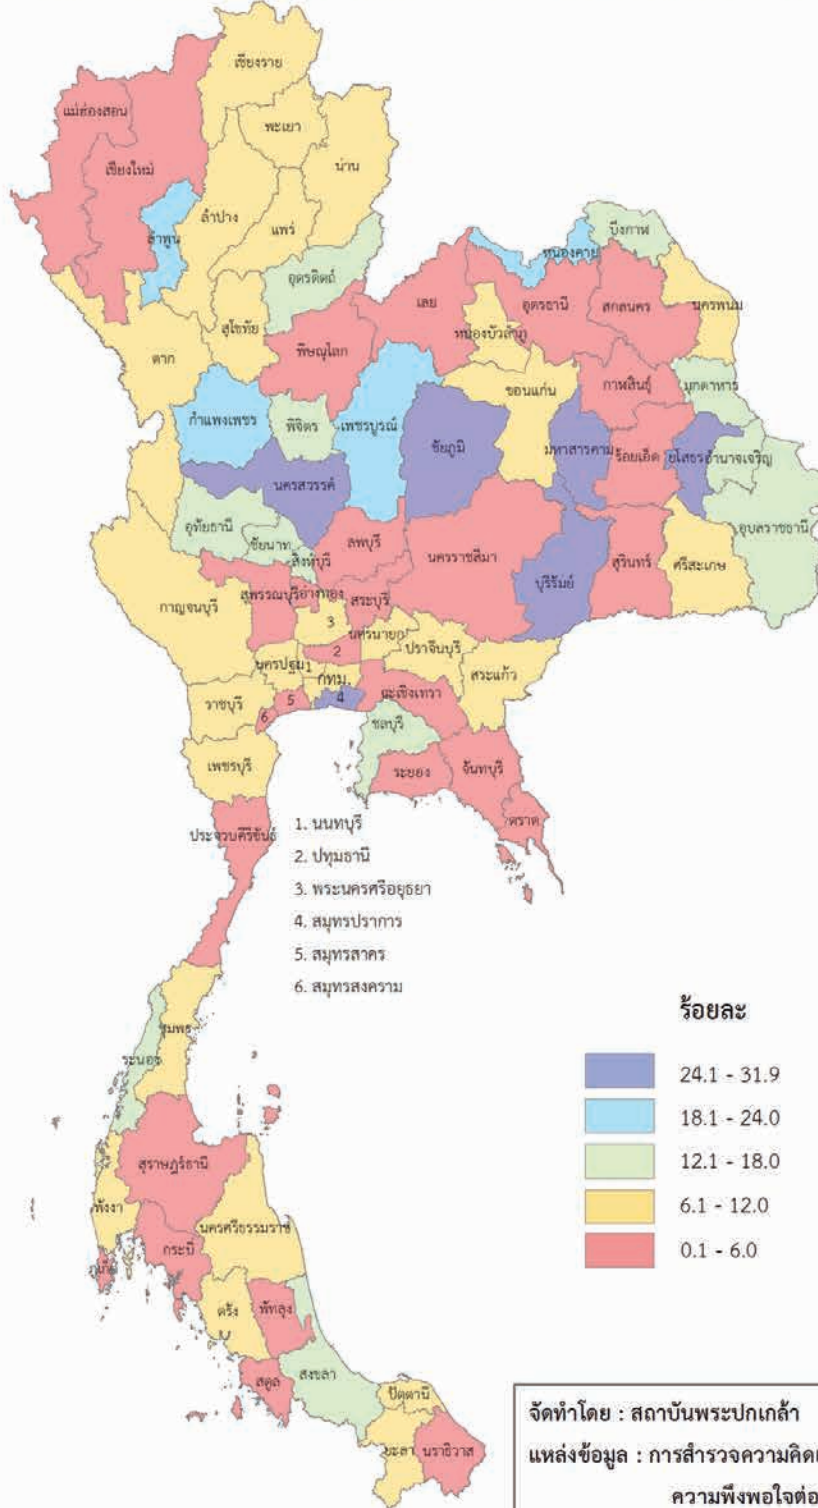 เชียงราย
แม่ฮ่องสอน
พะเยา
เชียงใหม่
น่าน
ลำปาง
แพร่
ลำพูน
บึงกาฬ
หนองคาย
อุตรดิตถ์
เลย
อุดรธานี
สกลนคร
นครพนม
สุโขทัย
หนองบัวลำภู
พิษณุโลก
ตาก
ขอนแก่น
กาฬสินธุ์
มุกดาหาร
กำแพงเพชร
พิจิตร
เพชรบูรณ์
ชัยภูมิ
มหาสารคาม
ร้อยเอ็ด
ยโสธร
อำนาจเจริญ
นครสวรรค์
อุทัยธานี
ชัยนาท
ลพบุรี
อุบลราชธานี
สิงห์บุรี
นครราชสีมา
บุรีรัมย์
สุรินทร์
ศรีสะเกษ
กาญจนบุรี
สุพรรณบุรี
อ่างทอง
สระบุรี
3
นครนายก
ปราจีนบุรี
2
นครปฐม
1
กทม.
สระแก้ว
ราชบุรี
5
4
ฉะเชิงเทรา
6
ชลบุรี
เพชรบุรี
ระยอง
จันทบุรี
ตราด
ประจวบคีรีขันธ์
1. นนทบุรี
2. ปทุมธานี
3. พระนครศรีอยุธยา
4. สมุทรปราการ
5. สมุทรสาคร
6. สมุทรสงคราม
ชุมพร
ระนอง
สุราษฎร์ธานี
พังงา
นครศรีธรรมราช
กระบี่
ภูเก็ต
ตรัง
พัทลุง
สตูล
สงขลา
ปัตตานี
ยะลา
นราธิวาส
ร้อยละ
24.1 - 31.9
18.1 - 24.0
12.1 - 18.0
6.1 - 12.0
0.1 - 6.0
จัดทำโดย : สถาบันพระปกเกล้า
แหล่งข้อมูล : การสำรวจความคิดเ
ความพึงพอใจต่อ